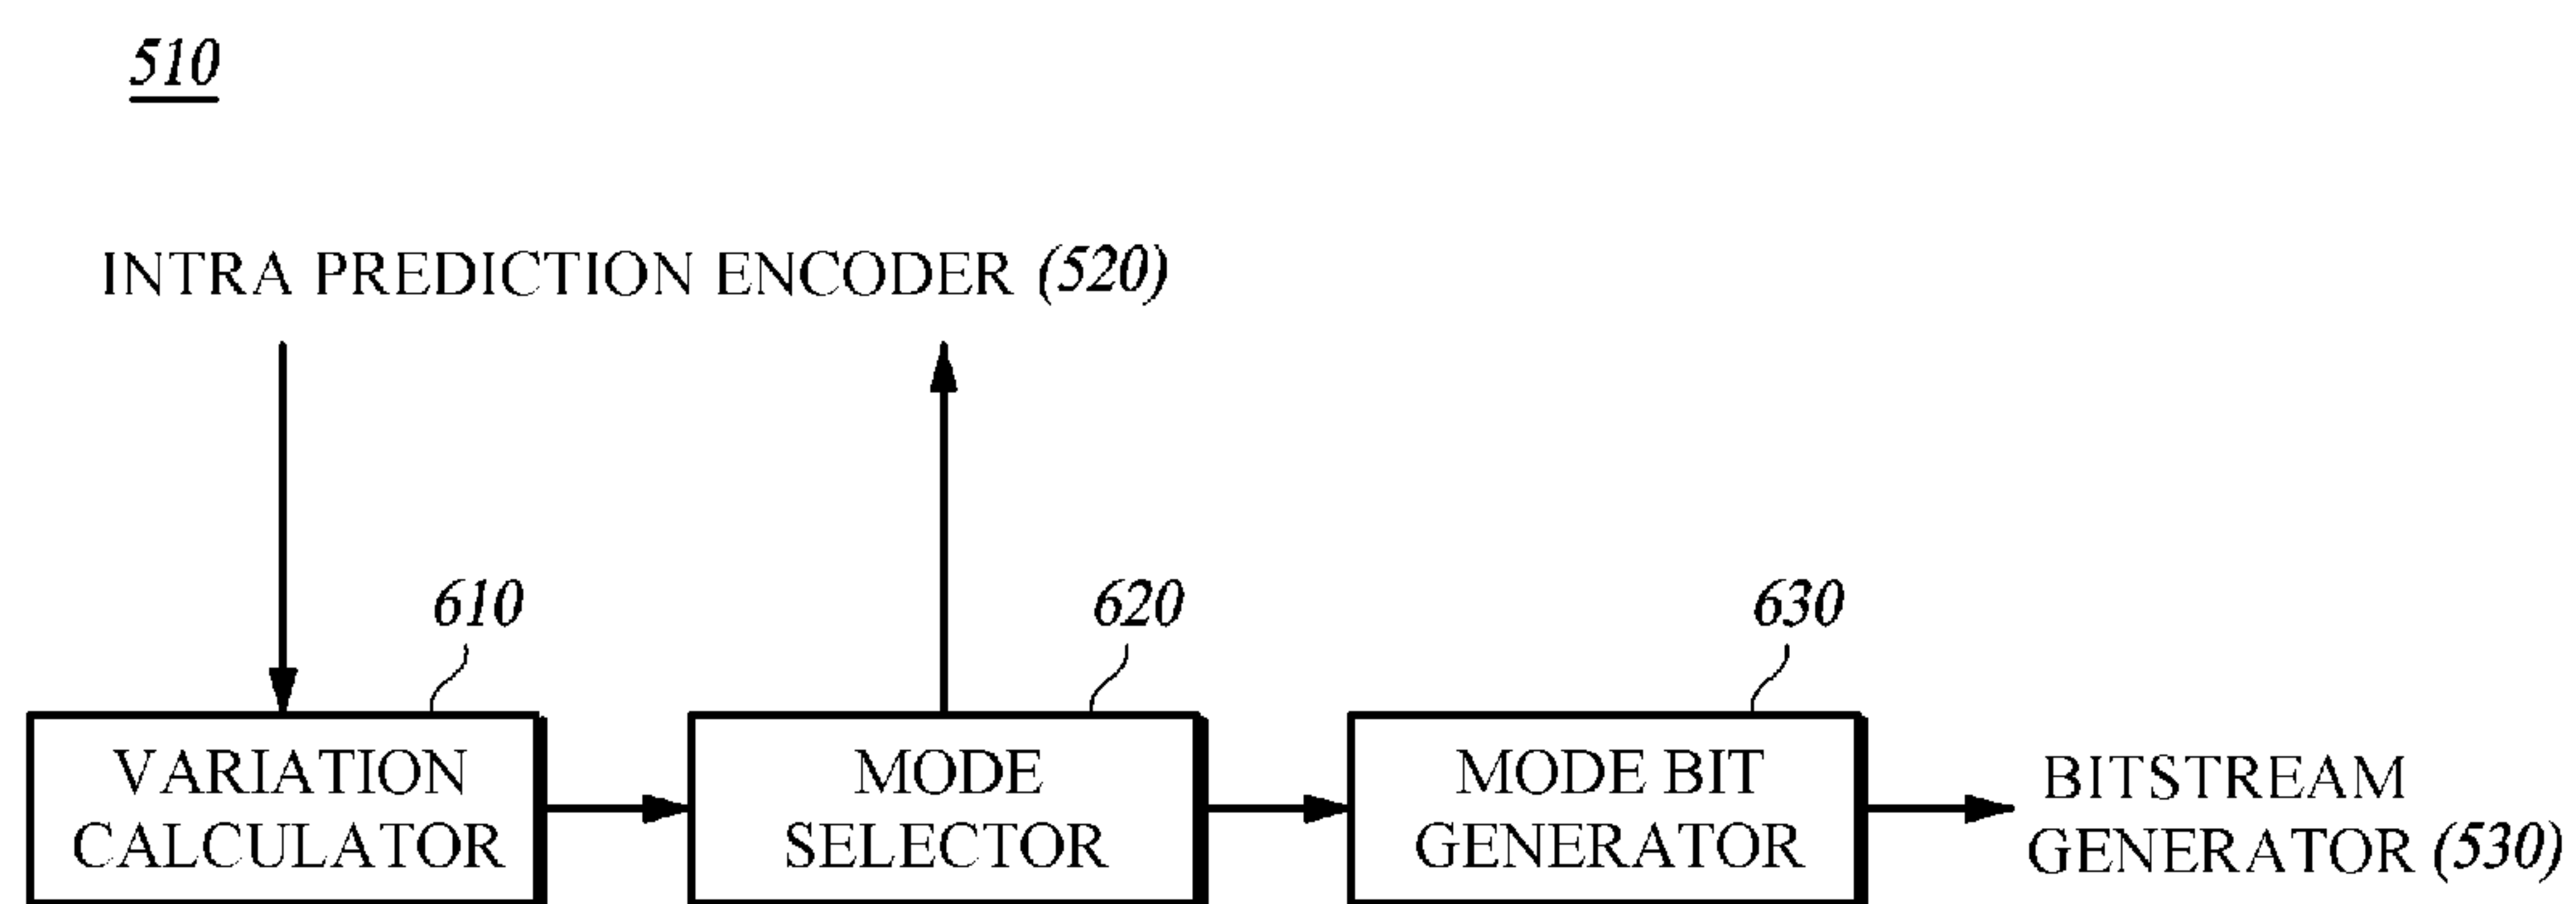 510
INTRA PREDICTION ENCODER (520)
610
620
630
VARIATION
CALCULATOR
MODE
SELECTOR
MODE BIT
GENERATOR
BITSTREAM
GENERATOR (530)